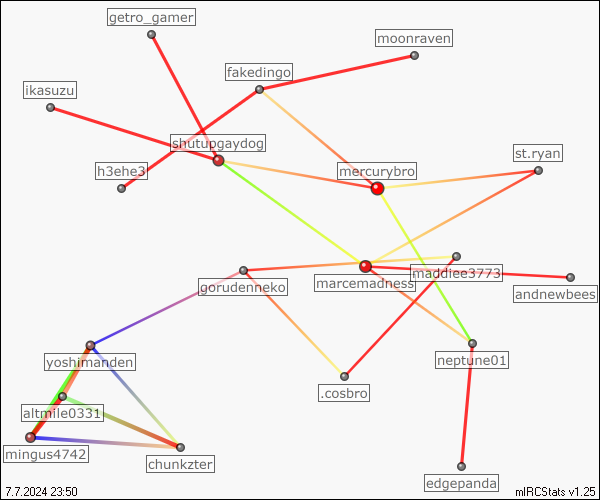 getro_gamer
moonraven
fakedingo
ikasuzu
shutupgaydog
st.ryan
h3ehe3
mercurybro
maddiee3773
marcemadness
gorudenneko
andnewbees
yoshimanden
neptune01
.cosbro
altmile0331
mingus4742
chunkzter
edgepanda
7.7.2024 23:50
mIRCStats v1.25